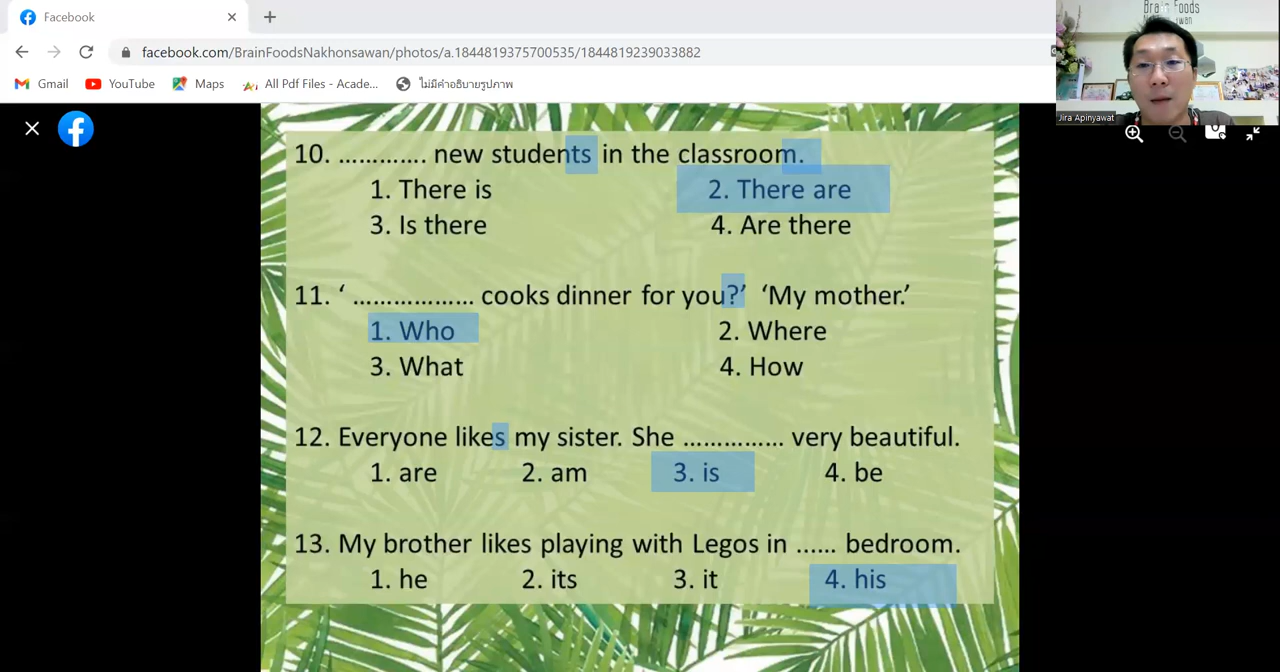 Facebook
facebook.com/BrainFoodsNakhonsawan/photos/a.1844819375700535/1844819239033882
Gmail
YouTube
Maps
All Pdf Files - Acade...
ไม่มีคำอธิบายรูปภาพ
Brain Foods
Jira Apinyawat
10. …………. new students in the classroom.
1. There is 2. There are
3. Is there 4. Are there
11. ‘ ……………… cooks dinner for you?’ ‘My mother.’
1. Who 2. Where
3. What 4. How
12. Everyone likes my sister. She …………… very beautiful.
1. are 2. am 3. is 4. be
13. My brother likes playing with Legos in ...... bedroom.
1. he 2. its 3. it 4. his